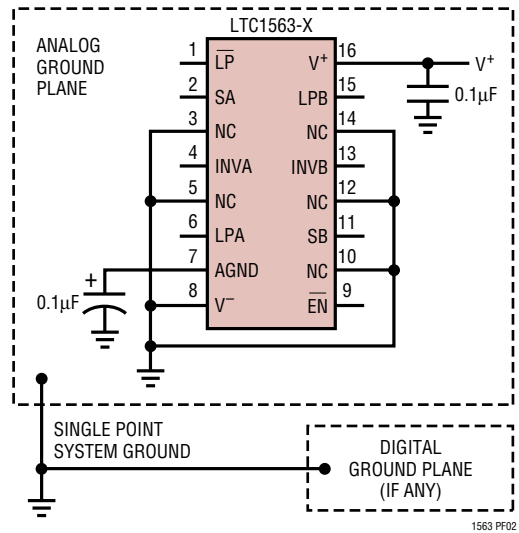 LTC1563-X
ANALOG
GROUND
PLANE
1
L̅P̅
2
SA
3
NC
4
INVA
5
NC
6
LPA
7
AGND
8
V⁻
16
V⁺
15
LPB
14
NC
13
INVB
12
NC
11
SB
10
NC
9
E̅N̅
V⁺
0.1µF
+
0.1µF
SINGLE POINT
SYSTEM GROUND
DIGITAL
GROUND PLANE
(IF ANY)
1563 PF02